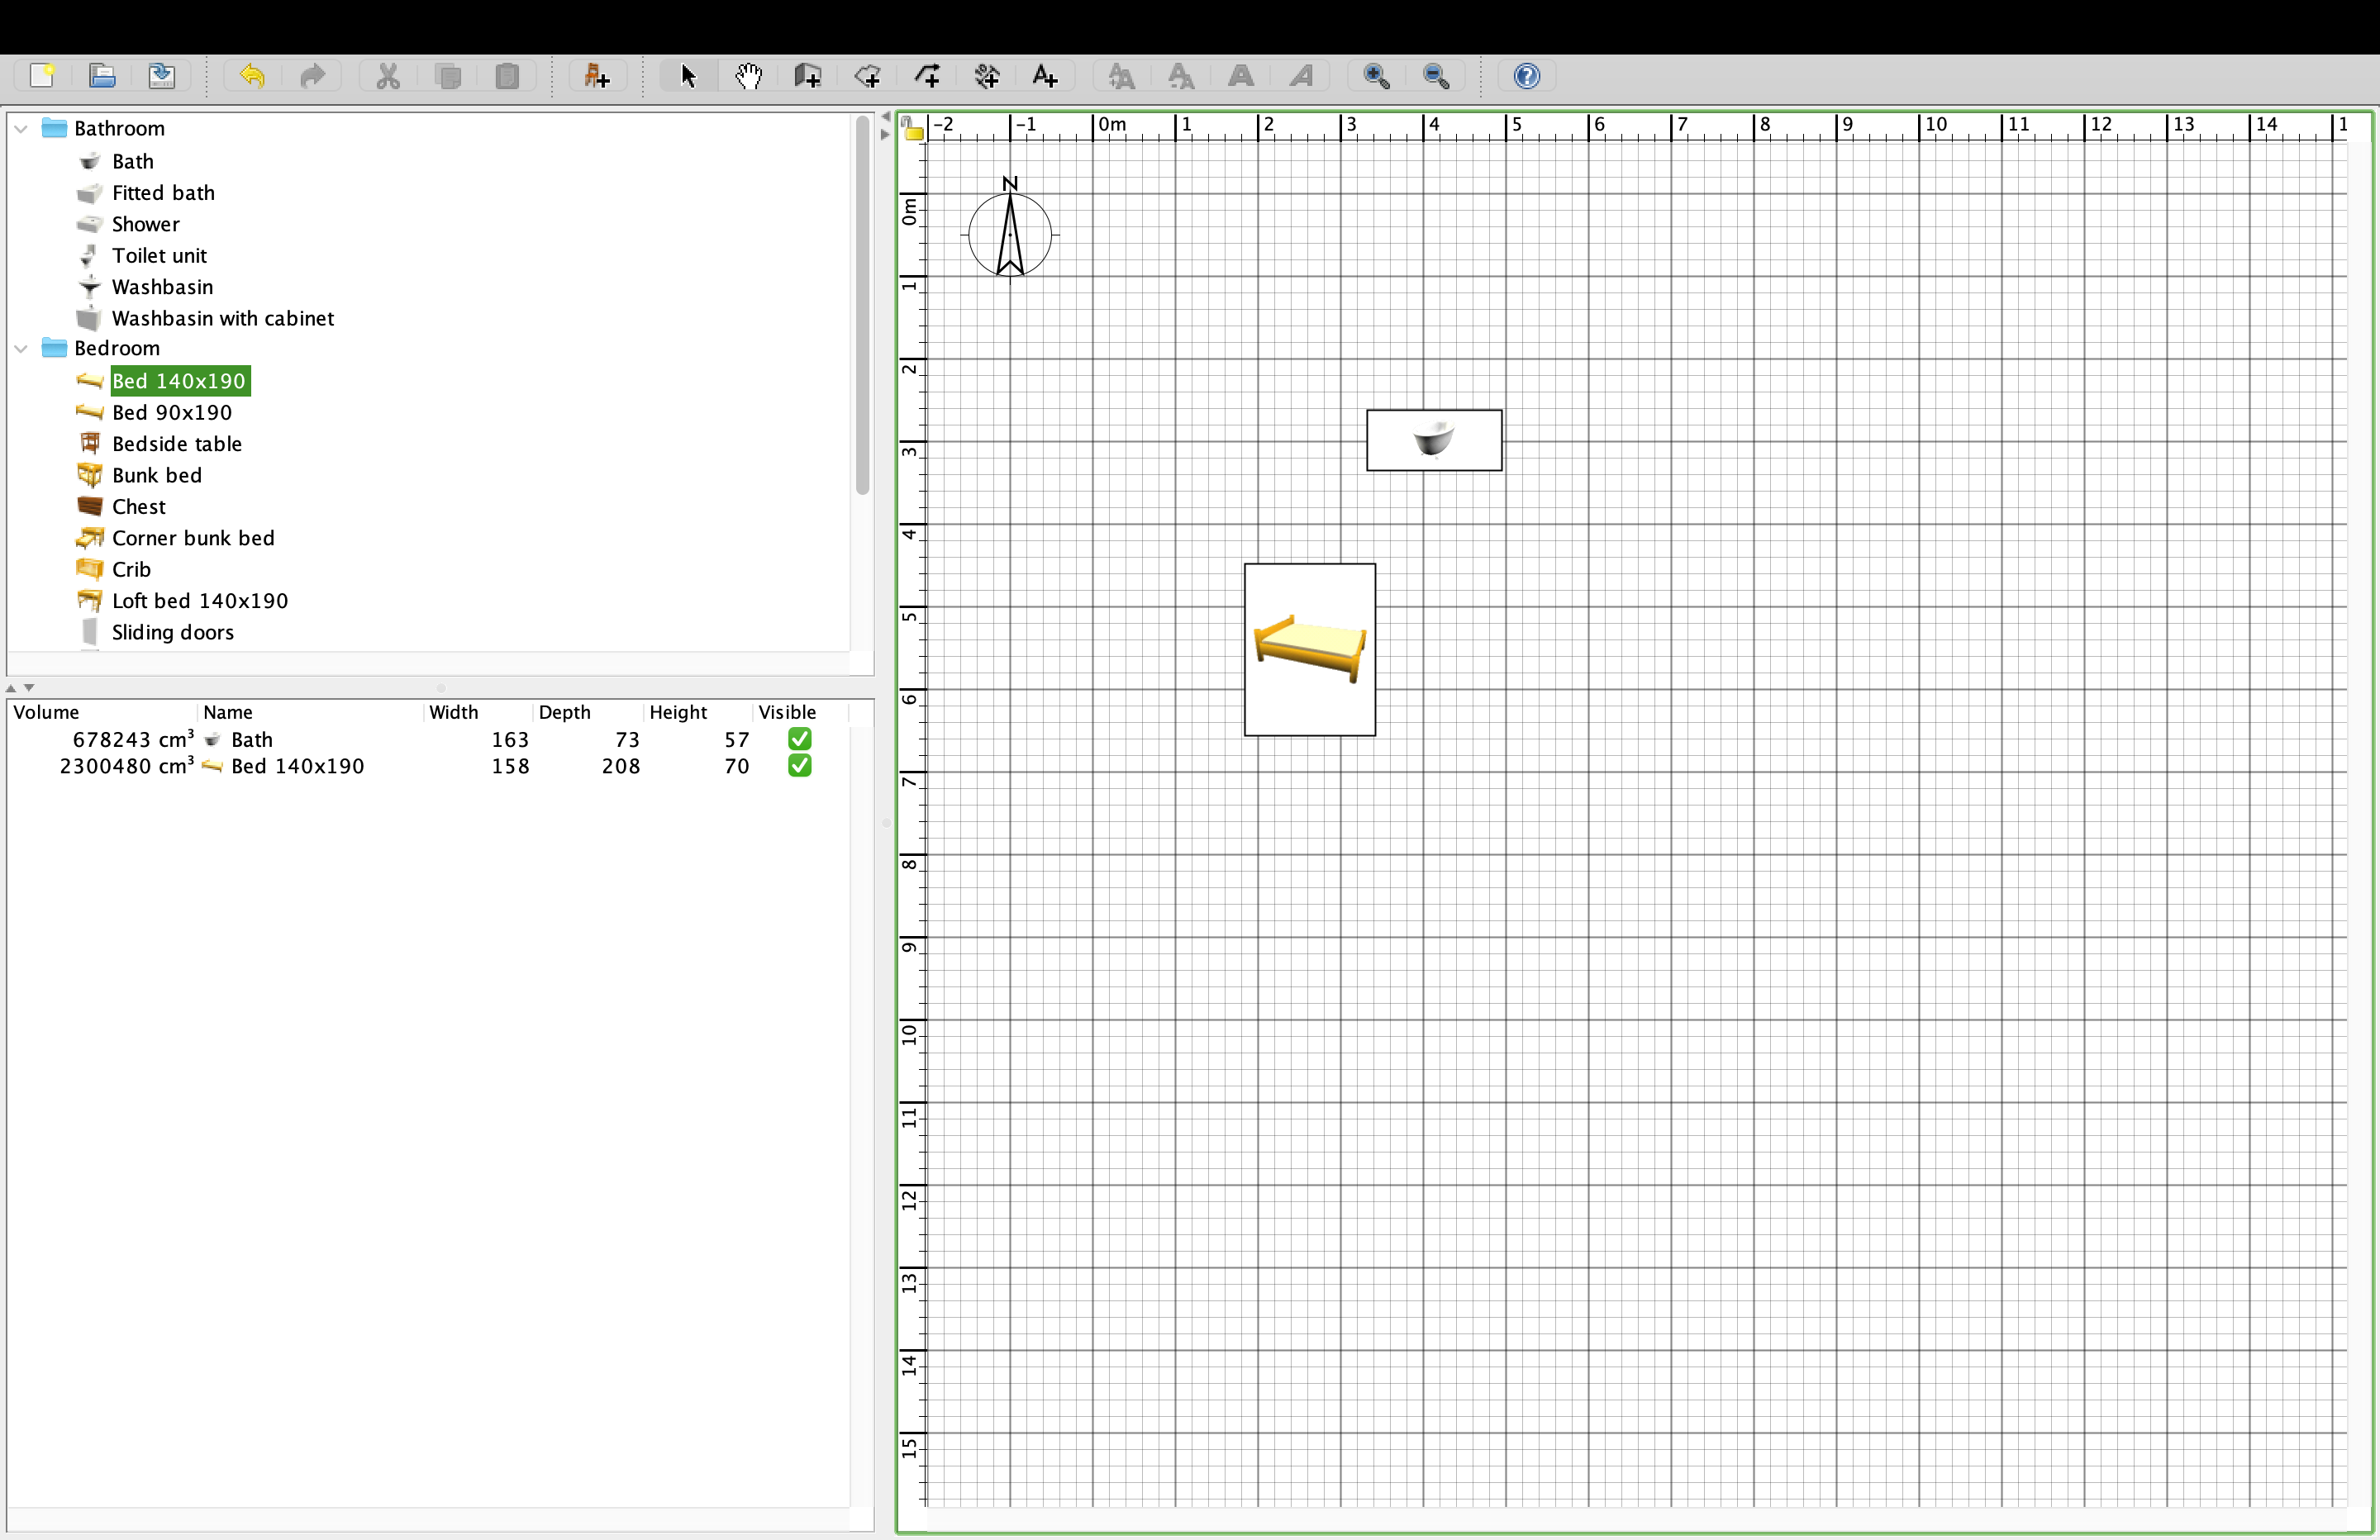 Bathroom
Bath
Fitted bath
Shower
Toilet unit
Washbasin
Washbasin with cabinet
Bedroom
Bed 140x190
Bed 90x190
Bedside table
Bunk bed
Chest
Corner bunk bed
Crib
Loft bed 140x190
Sliding doors
Volume Name Width Depth Height Visible
678243 cm³ Bath 163 73 57
2300480 cm³ Bed 140x190 158 208 70
-2 -1 0m 1 2 3 4 5 6 7 8 9 10 11 12 13 14 1
N
0m
1
2
3
4
5
6
7
8
9
10
11
12
13
14
15